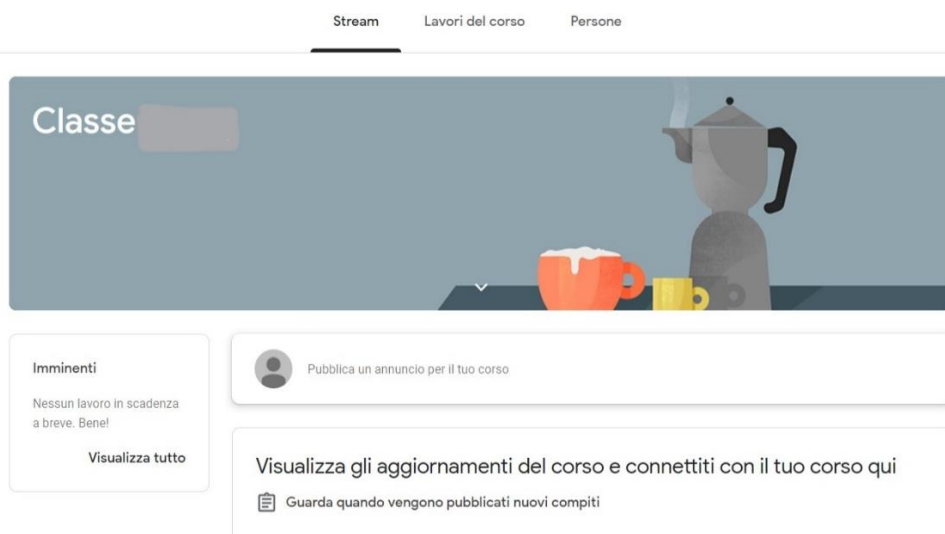 Stream Lavori del corso Persone
Classe
Imminenti
Nessun lavoro in scadenza
a breve. Bene!
Visualizza tutto
Pubblica un annuncio per il tuo corso
Visualizza gli aggiornamenti del corso e connettiti con il tuo corso qui
Guarda quando vengono pubblicati nuovi compiti